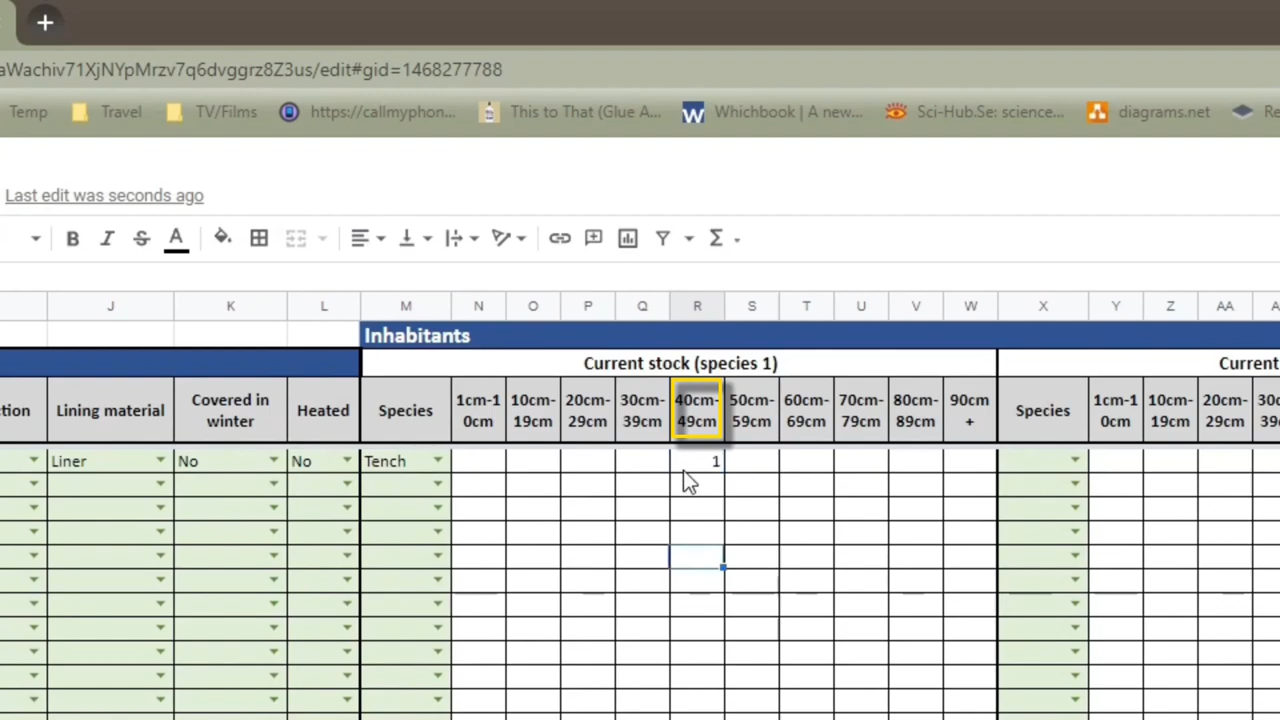 aWachiv71XjNYpMrzv7q6dvggrz8Z3us/edit#gid=1468277788
Temp Travel TV/Films https://callmyphon... This to That (Glue A... Whichbook | A new... Sci-Hub.Se: science... diagrams.net Re
Last edit was seconds ago
B I S A Σ
J K L M N O P Q R S T U V W X Y Z AA A
Inhabitants
Current stock (species 1) Current
tion Lining material Covered in winter Heated Species 1cm-10cm 10cm-19cm 20cm-29cm 30cm-39cm 40cm-49cm 50cm-59cm 60cm-69cm 70cm-79cm 80cm-89cm 90cm+ Species 1cm-10cm 10cm-19cm 20cm-29cm 30c cm
Liner No No Tench 1